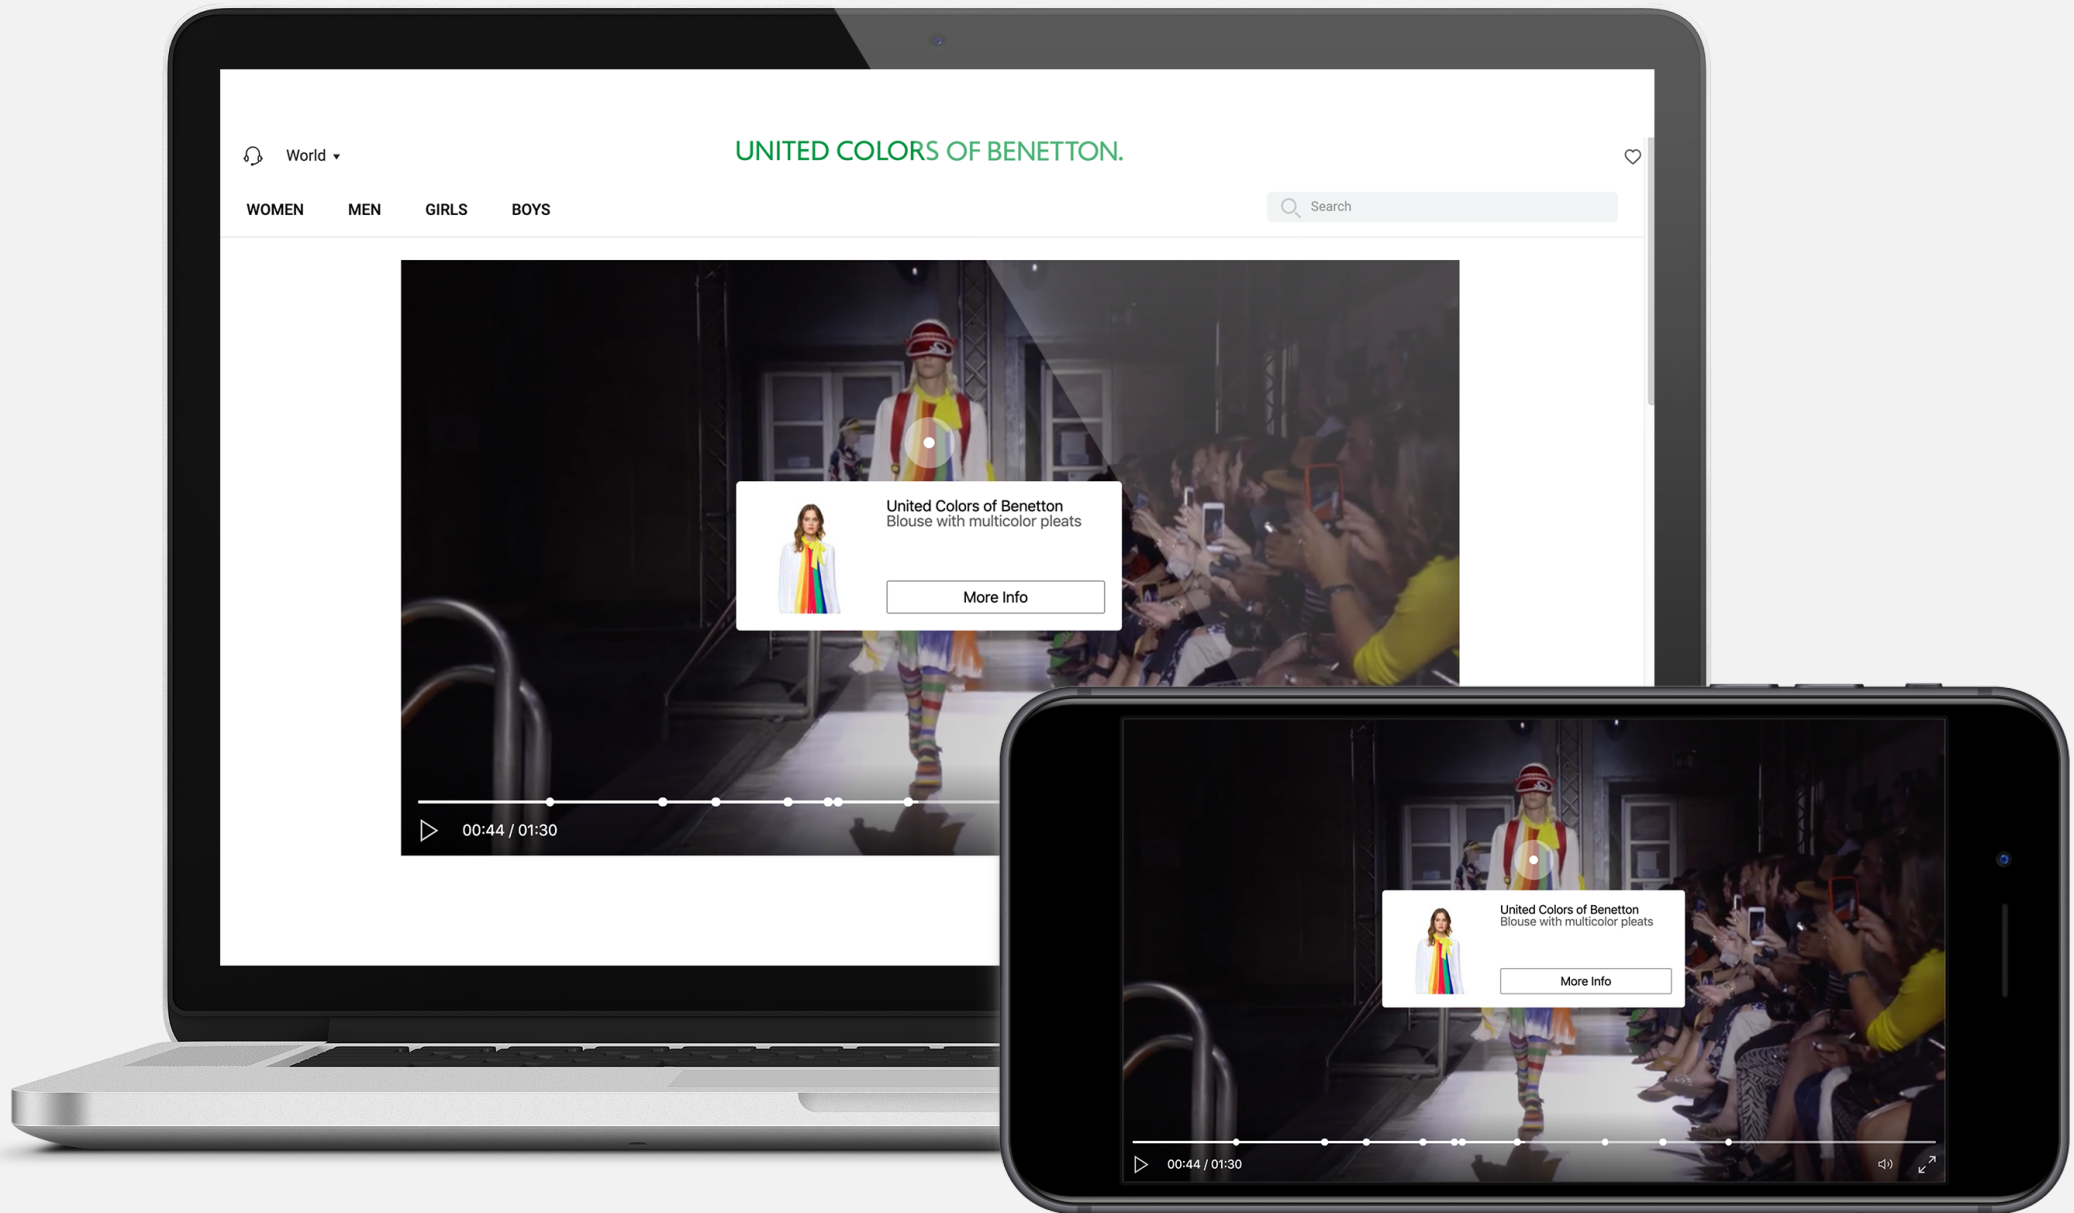 World
UNITED COLORS OF BENETTON.
WOMEN MEN GIRLS BOYS
Search
United Colors of Benetton
Blouse with multicolor pleats
More Info
00:44 / 01:30
United Colors of Benetton
Blouse with multicolor pleats
More Info
00:44 / 01:30